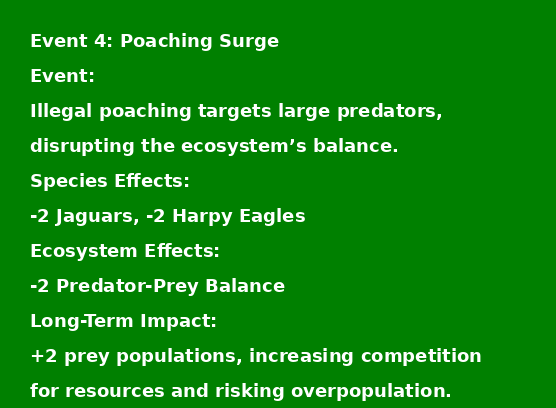 Event 4: Poaching Surge
Event:
Illegal poaching targets large predators,
disrupting the ecosystem’s balance.
Species Effects:
-2 Jaguars, -2 Harpy Eagles
Ecosystem Effects:
-2 Predator-Prey Balance
Long-Term Impact:
+2 prey populations, increasing competition
for resources and risking overpopulation.